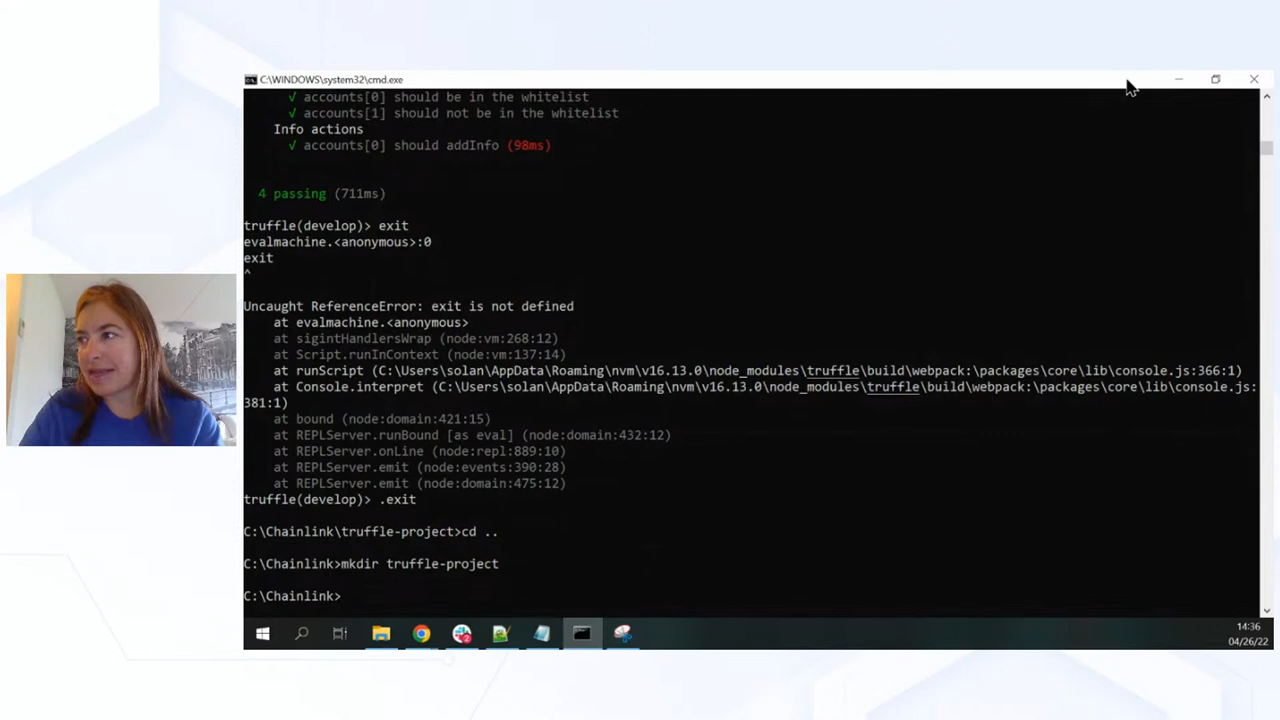 C:\WINDOWS\system32\cmd.exe
√ accounts[0] should be in the whitelist
√ accounts[1] should not be in the whitelist
Info actions
√ accounts[0] should addInfo (98ms)
4 passing (711ms)
truffle(develop)> exit
evalmachine.<anonymous>:0
exit
^
Uncaught ReferenceError: exit is not defined
at evalmachine.<anonymous>
at sigintHandlersWrap (node:vm:268:12)
at Script.runInContext (node:vm:137:14)
at runScript (C:\Users\solan\AppData\Roaming\nvm\v16.13.0\node_modules\truffle\build\webpack:\packages\core\lib\console.js:366:1)
at Console.interpret (C:\Users\solan\AppData\Roaming\nvm\v16.13.0\node_modules\truffle\build\webpack:\packages\core\lib\console.js:
381:1)
at bound (node:domain:421:15)
at REPLServer.runBound [as eval] (node:domain:432:12)
at REPLServer.onLine (node:repl:889:10)
at REPLServer.emit (node:events:390:28)
at REPLServer.emit (node:domain:475:12)
truffle(develop)> .exit
C:\Chainlink\truffle-project>cd ..
C:\Chainlink>mkdir truffle-project
C:\Chainlink>
14:36
04/26/22